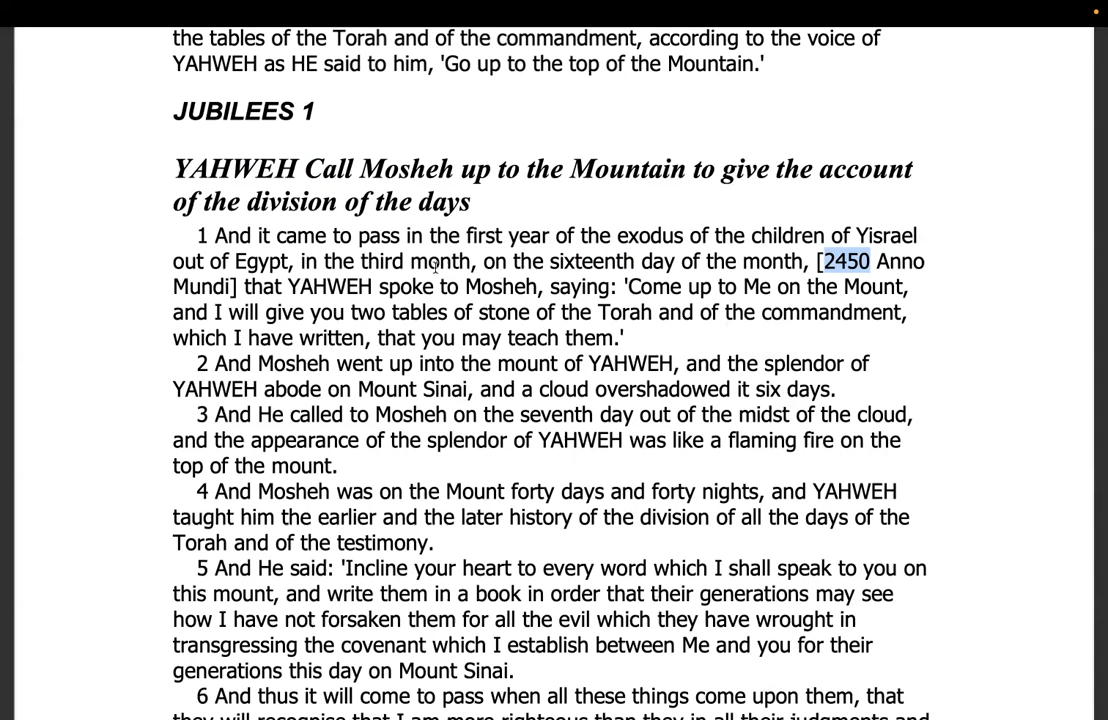 the tables of the Torah and of the commandment, according to the voice of
YAHWEH as HE said to him, 'Go up to the top of the Mountain.'
JUBILEES 1
YAHWEH Call Mosheh up to the Mountain to give the account
of the division of the days
1 And it came to pass in the first year of the exodus of the children of Yisrael
out of Egypt, in the third month, on the sixteenth day of the month, [2450 Anno
Mundi] that YAHWEH spoke to Mosheh, saying: 'Come up to Me on the Mount,
and I will give you two tables of stone of the Torah and of the commandment,
which I have written, that you may teach them.'
2 And Mosheh went up into the mount of YAHWEH, and the splendor of
YAHWEH abode on Mount Sinai, and a cloud overshadowed it six days.
3 And He called to Mosheh on the seventh day out of the midst of the cloud,
and the appearance of the splendor of YAHWEH was like a flaming fire on the
top of the mount.
4 And Mosheh was on the Mount forty days and forty nights, and YAHWEH
taught him the earlier and the later history of the division of all the days of the
Torah and of the testimony.
5 And He said: 'Incline your heart to every word which I shall speak to you on
this mount, and write them in a book in order that their generations may see
how I have not forsaken them for all the evil which they have wrought in
transgressing the covenant which I establish between Me and you for their
generations this day on Mount Sinai.
6 And thus it will come to pass when all these things come upon them, that
they will recognise that I am more righteous than they in all their judgments and